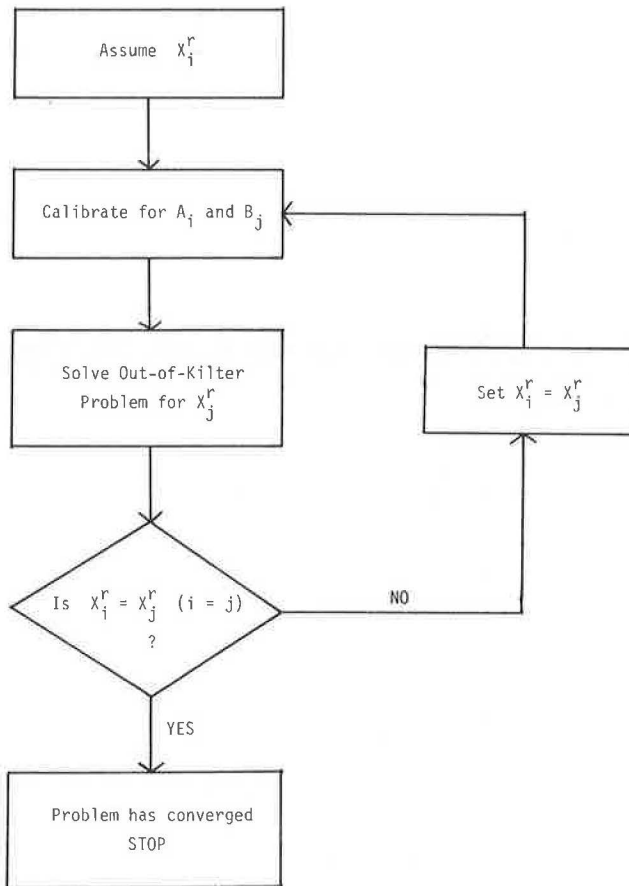 Assume X_i^r
Calibrate for A_i and B_j
Solve Out-of-Kilter
Problem for X_j^r
Set X_i^r = X_j^r
Is X_i^r = X_j^r (i = j)
?
NO
YES
Problem has converged
STOP